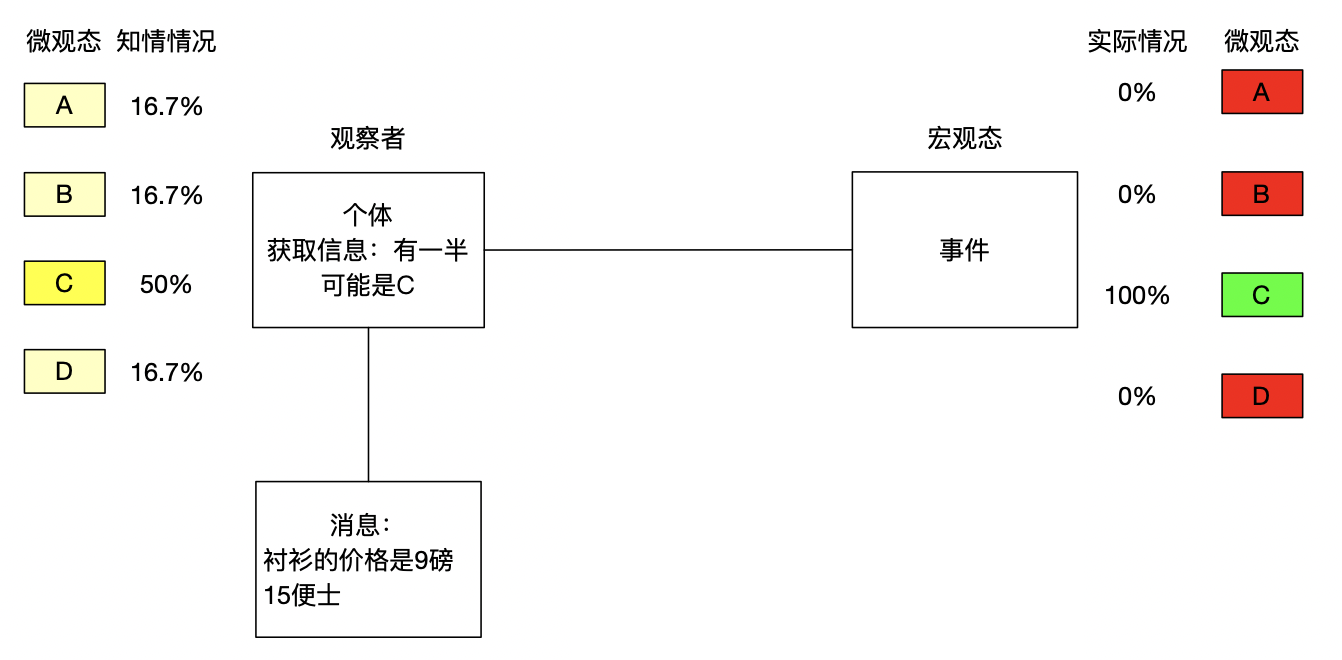 微观态 知情情况
A 16.7%
B 16.7%
C 50%
D 16.7%
观察者
个体
获取信息：有一半
可能是C
消息：
衬衫的价格是9磅
15便士
宏观态
事件
实际情况 微观态
0% A
0% B
100% C
0% D